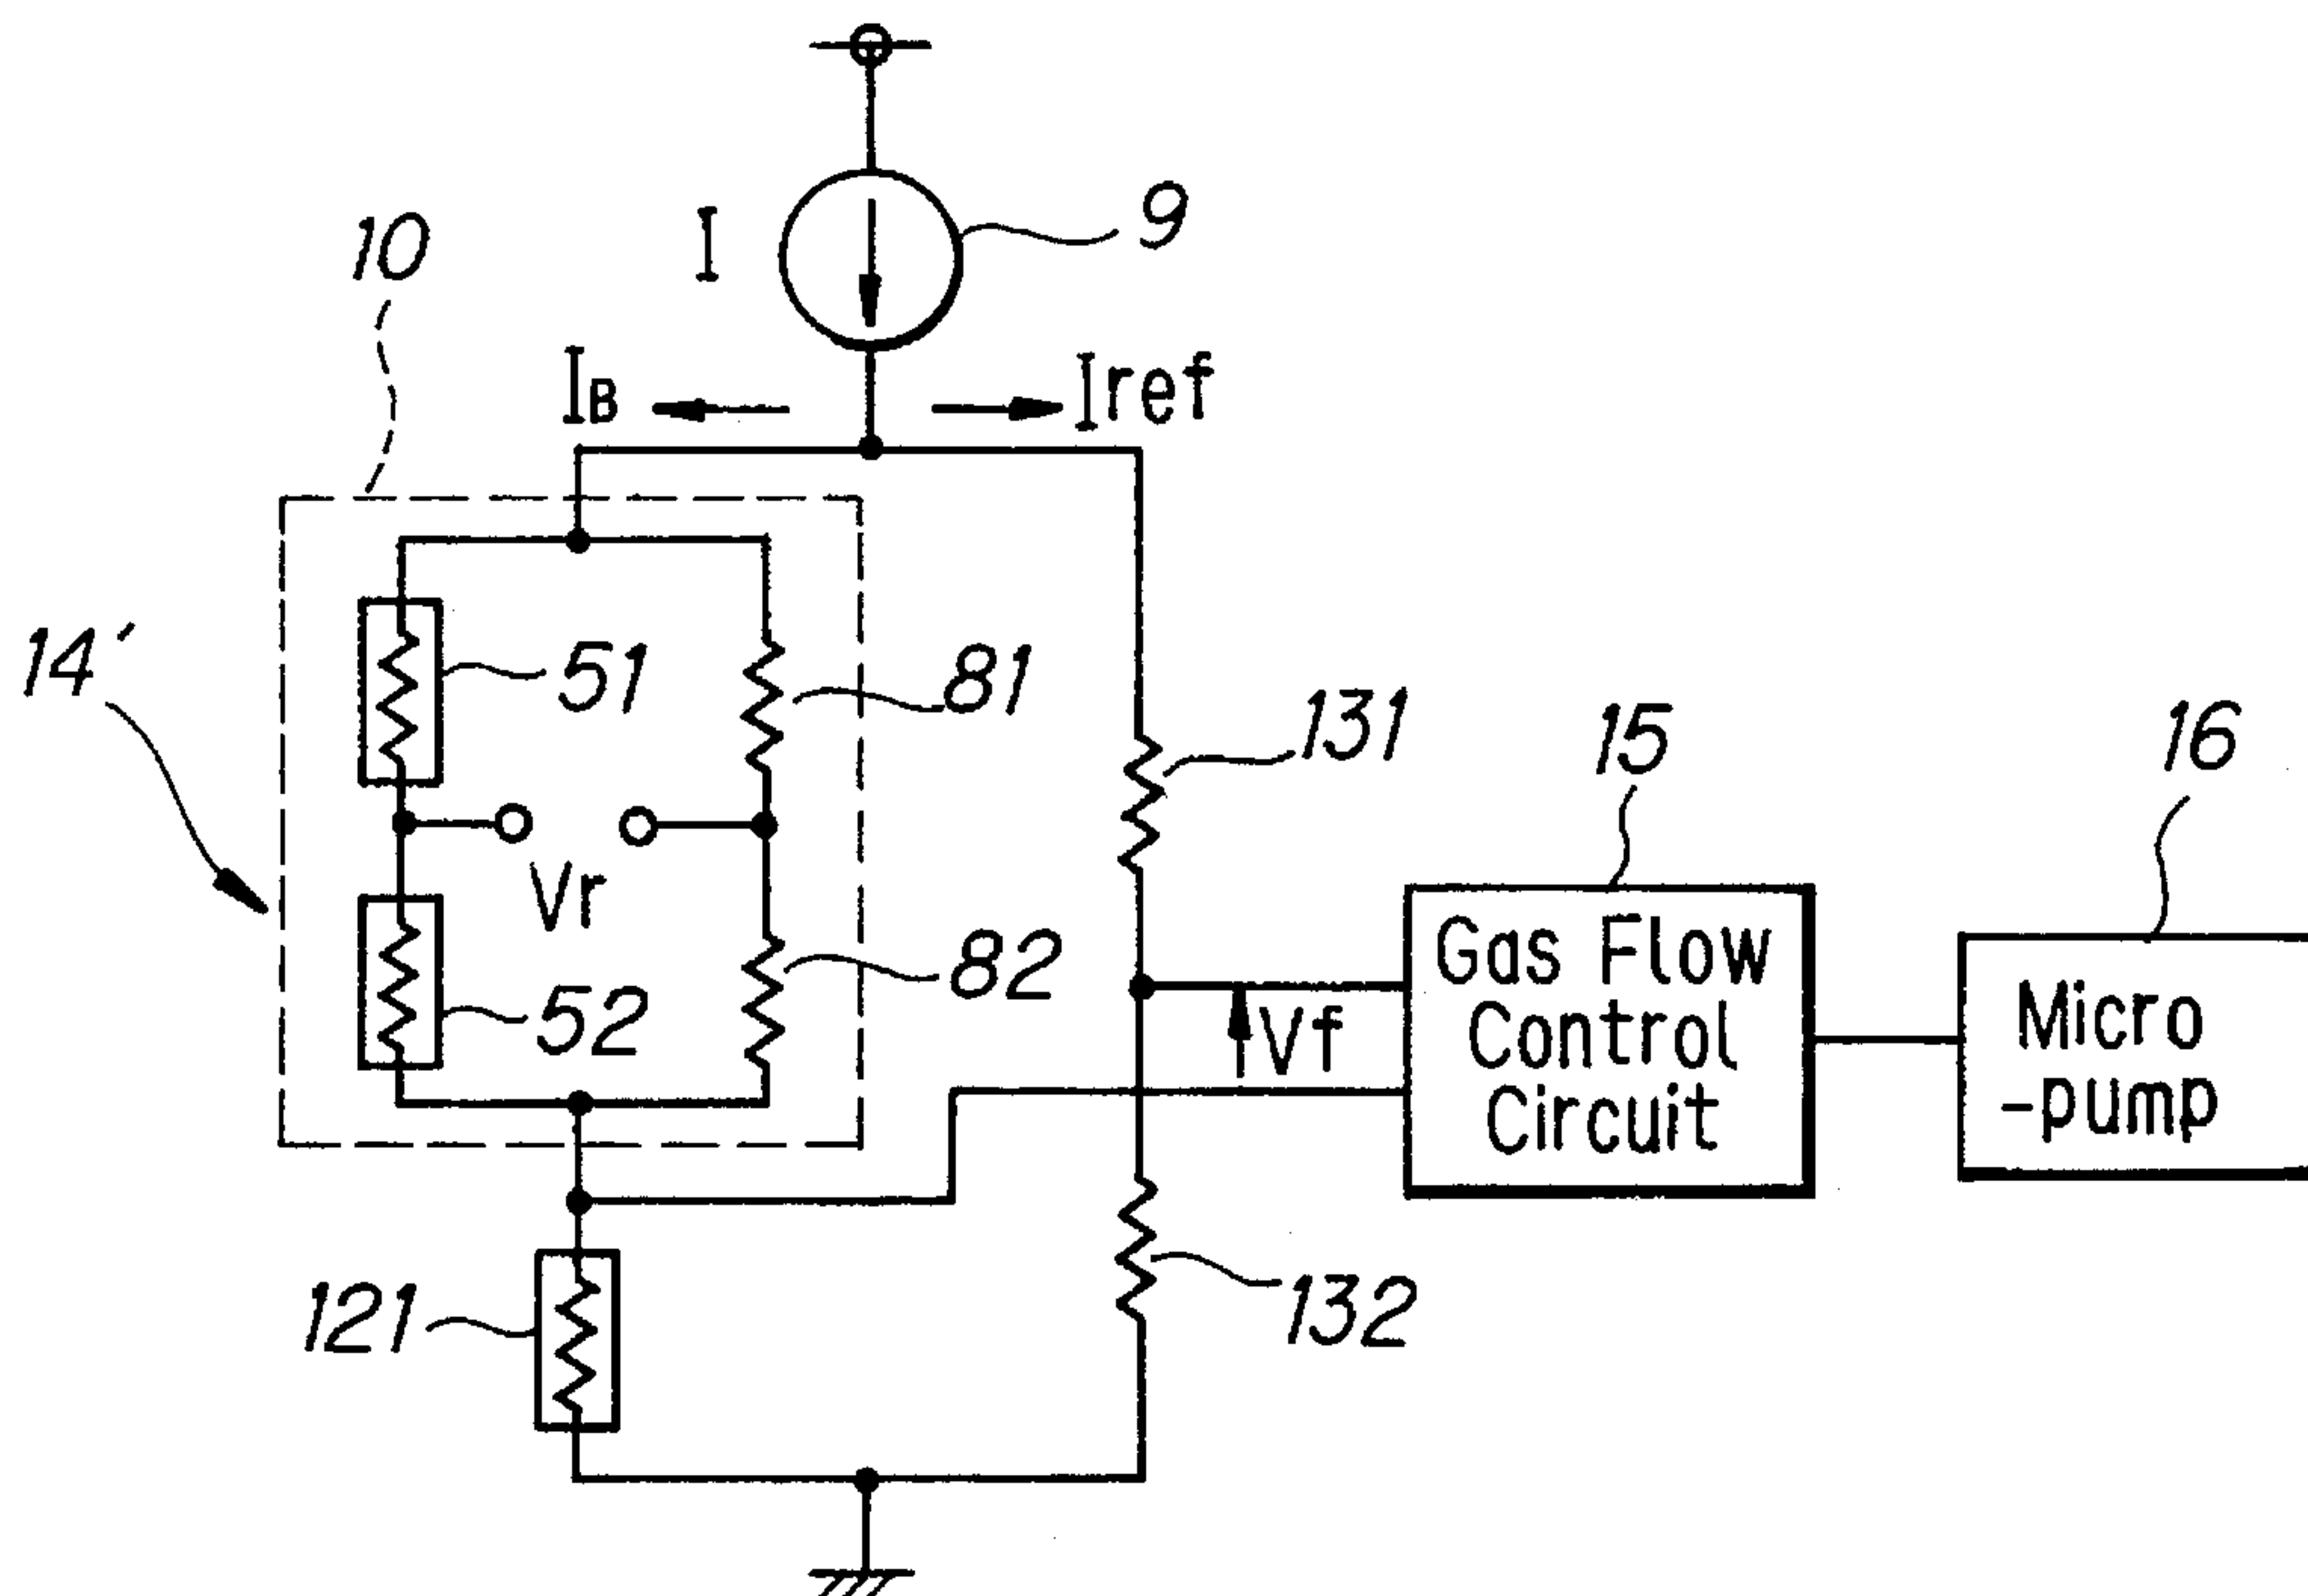 9
I
10
IB
Iref
14'
51
81
131
15
16
Vr
82
52
Gas Flow
Control
Circuit
Vf
Micro
-pump
121
132